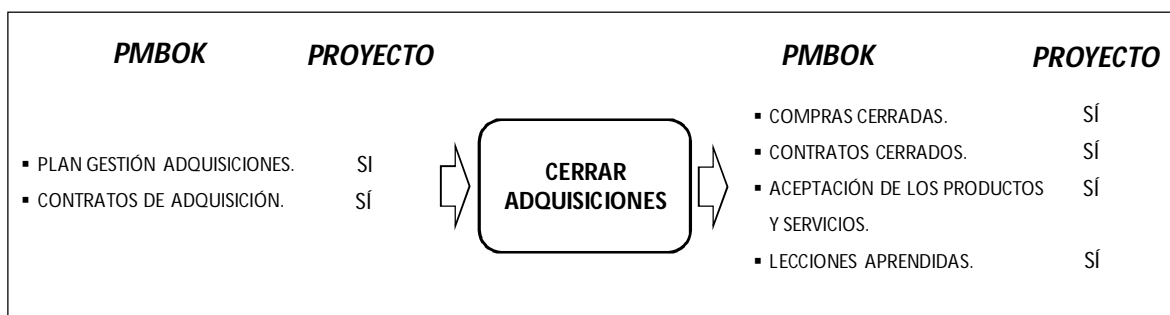 PMBOK PROYECTO
▪ PLAN GESTIÓN ADQUISICIONES. SI
▪ CONTRATOS DE ADQUISICIÓN. SÍ
CERRAR
ADQUISICIONES
PMBOK PROYECTO
▪ COMPRAS CERRADAS. SÍ
▪ CONTRATOS CERRADOS. SÍ
▪ ACEPTACIÓN DE LOS PRODUCTOS SÍ
Y SERVICIOS.
▪ LECCIONES APRENDIDAS. SÍ